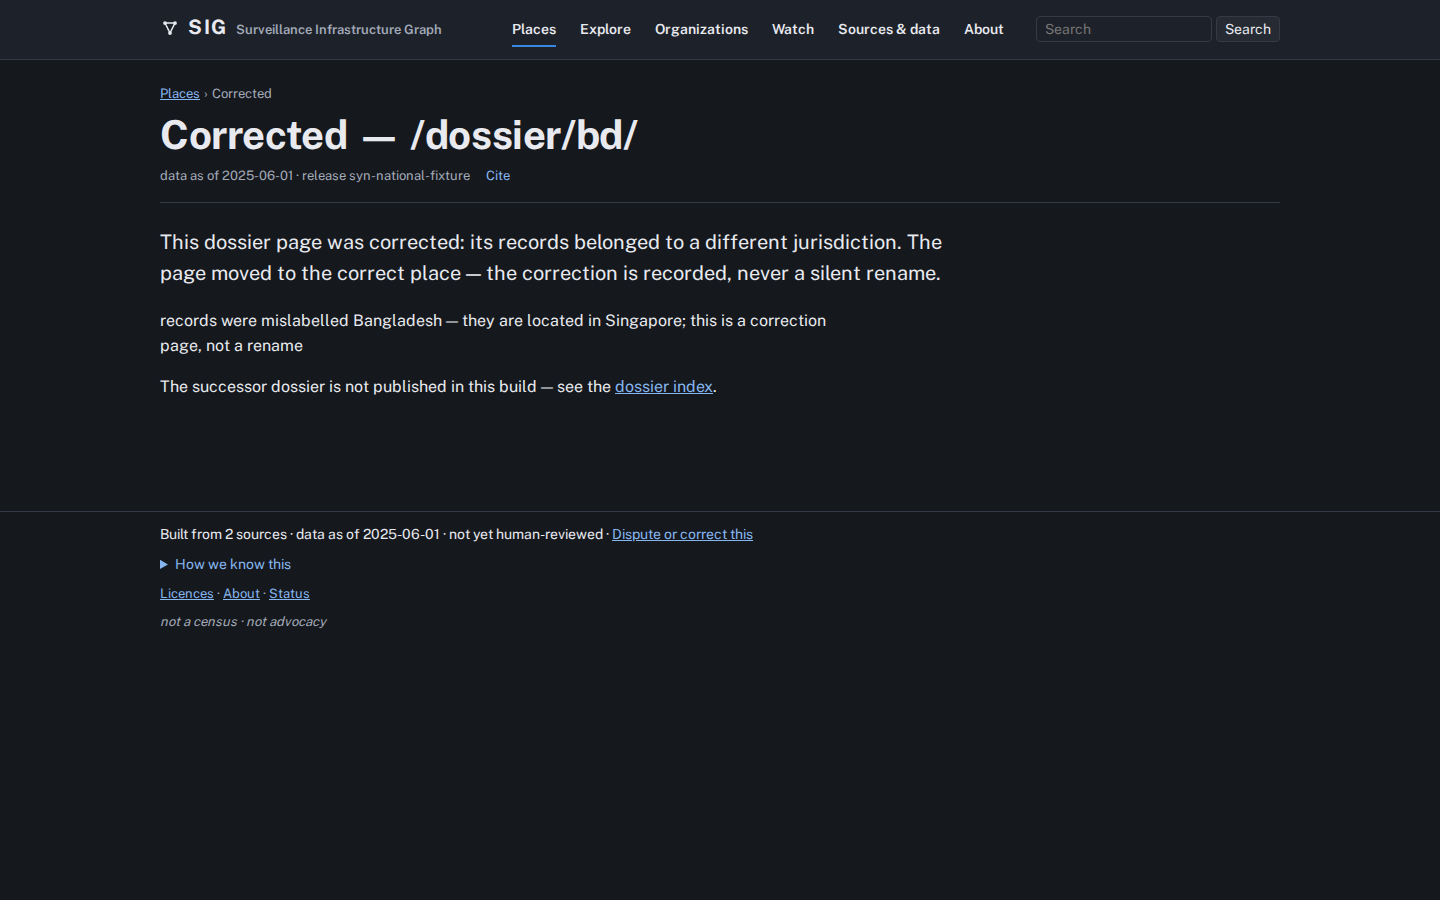 SIG Surveillance Infrastructure Graph
Places Explore Organizations Watch Sources & data About
Search Search
Places › Corrected
Corrected — /dossier/bd/
data as of 2025-06-01 · release syn-national-fixture Cite
This dossier page was corrected: its records belonged to a different jurisdiction. The
page moved to the correct place — the correction is recorded, never a silent rename.
records were mislabelled Bangladesh — they are located in Singapore; this is a correction
page, not a rename
The successor dossier is not published in this build — see the dossier index.
Built from 2 sources · data as of 2025-06-01 · not yet human-reviewed · Dispute or correct this
How we know this
Licences · About · Status
not a census · not advocacy